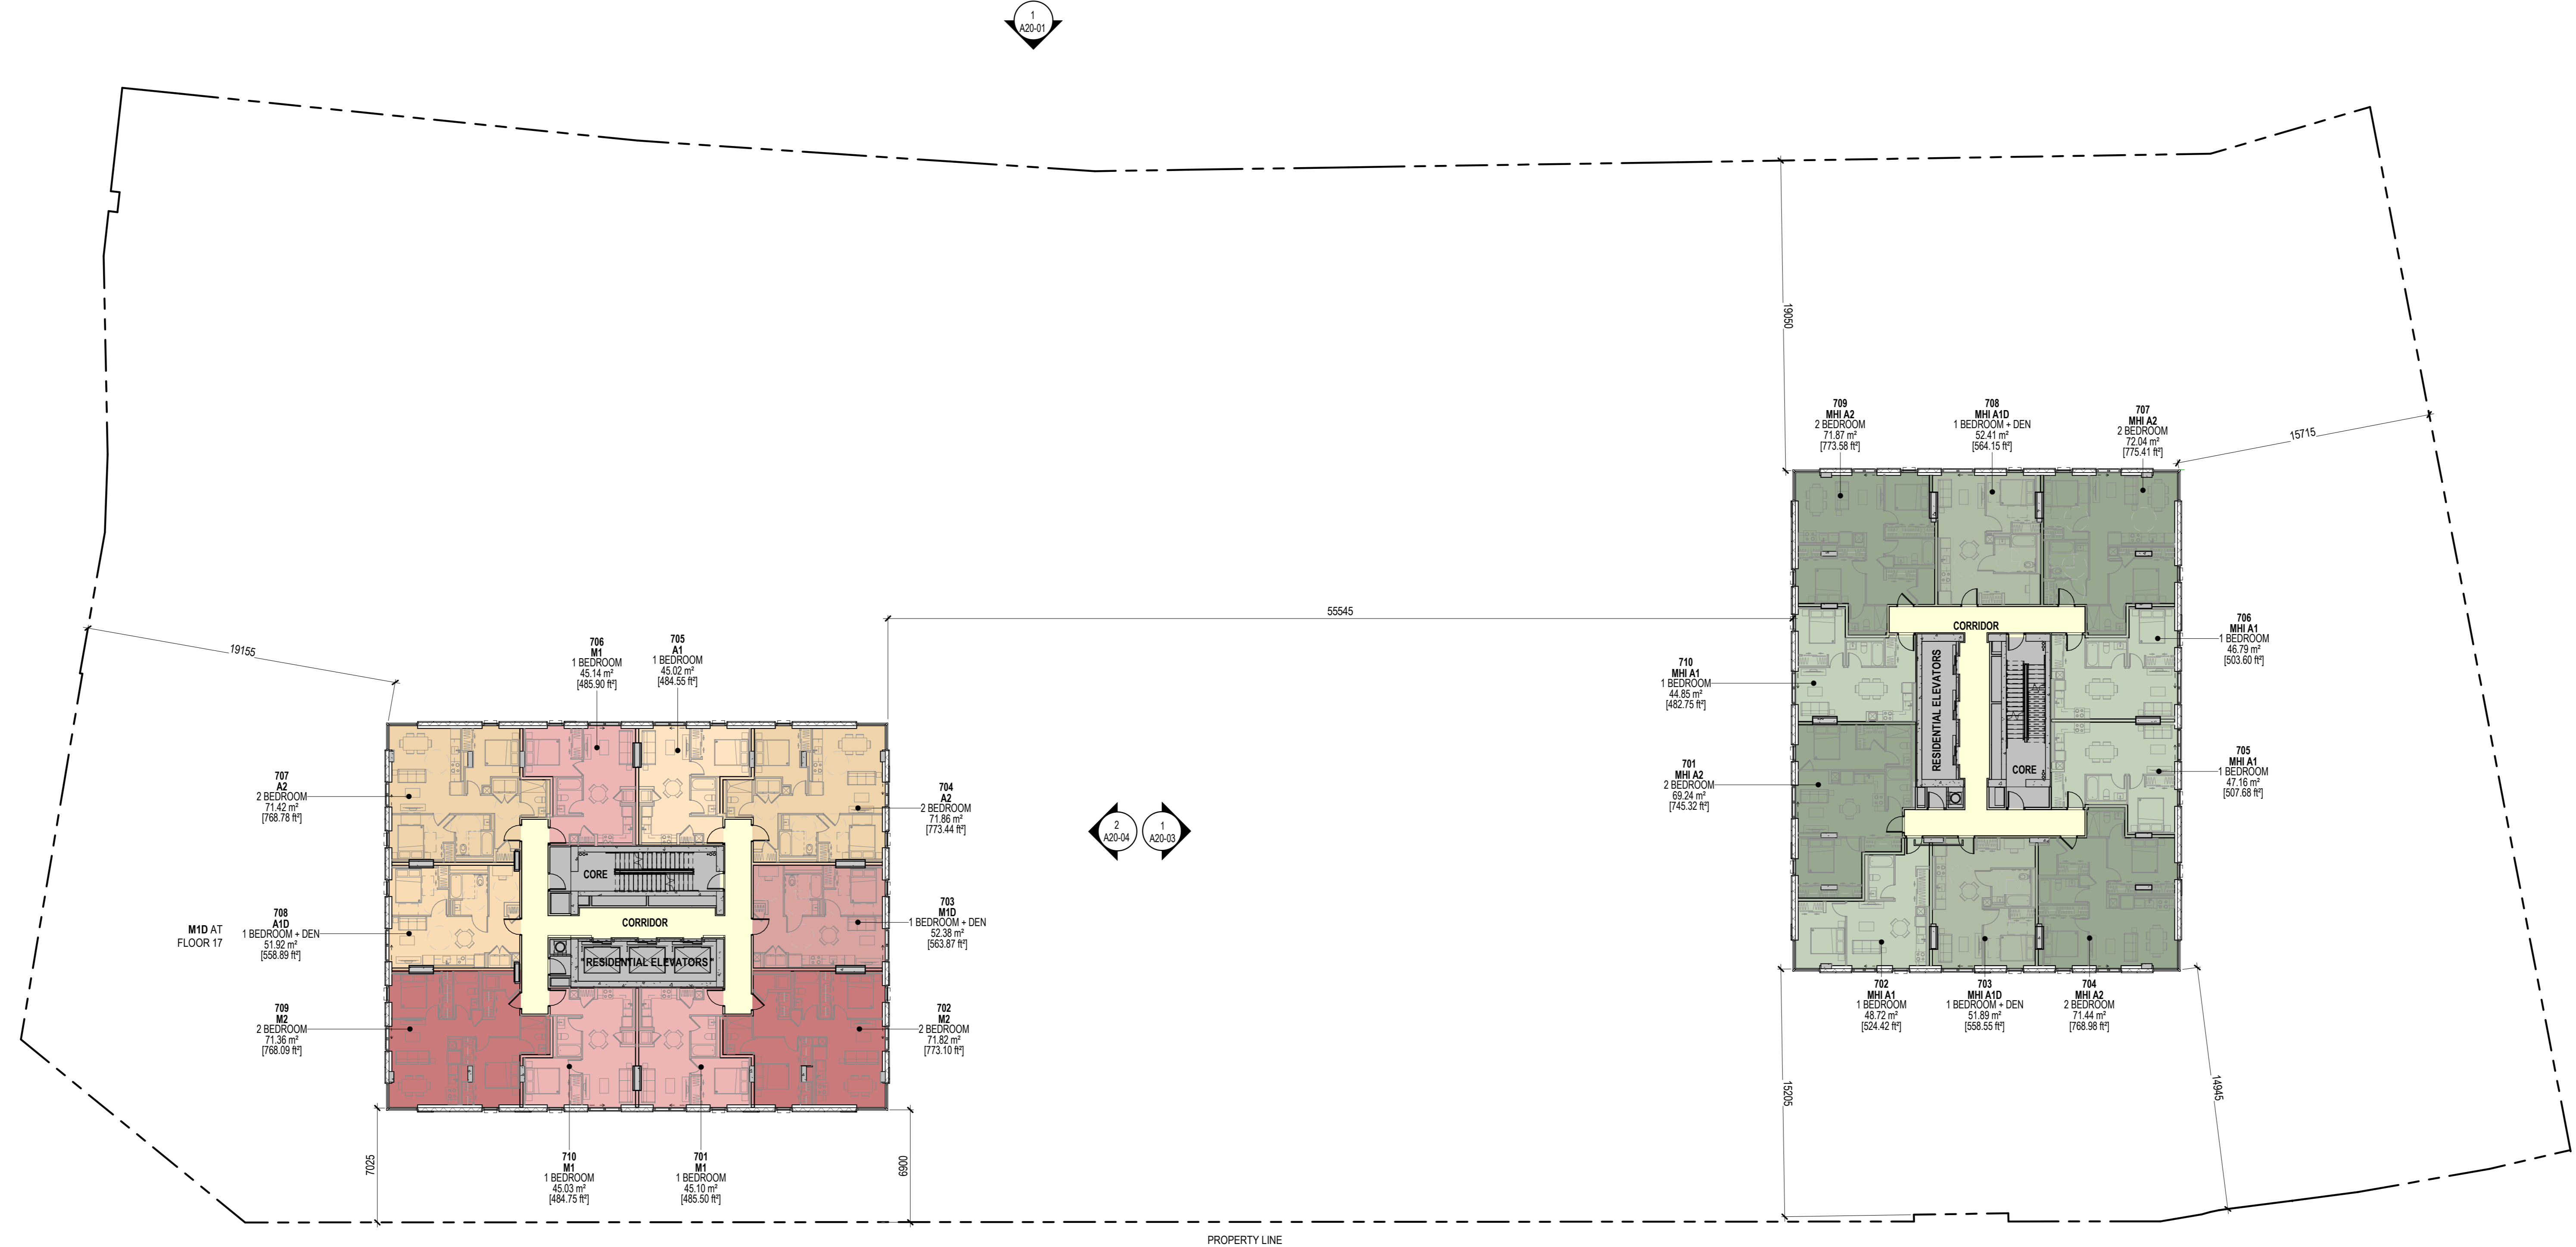 1
A20-01
19050
709
MHI A2
2 BEDROOM
71.87 m²
[773.58 ft²]
708
MHI A1D
1 BEDROOM + DEN
52.41 m²
[564.15 ft²]
707
MHI A2
2 BEDROOM
72.04 m²
[775.41 ft²]
15715
55545
19155
706
M1
1 BEDROOM
45.14 m²
[485.90 ft²]
705
A1
1 BEDROOM
45.02 m²
[484.55 ft²]
CORRIDOR
706
MHI A1
1 BEDROOM
46.79 m²
[503.60 ft²]
710
MHI A1
1 BEDROOM
44.85 m²
[482.75 ft²]
RESIDENTIAL ELEVATORS
CORE
701
MHI A2
2 BEDROOM
69.24 m²
[745.32 ft²]
705
MHI A1
1 BEDROOM
47.16 m²
[507.68 ft²]
707
A2
2 BEDROOM
71.42 m²
[768.78 ft²]
704
A2
2 BEDROOM
71.86 m²
[773.44 ft²]
2
A20-04
1
A20-03
CORE
CORRIDOR
RESIDENTIAL ELEVATORS
M1D AT
FLOOR 17
708
A1D
1 BEDROOM + DEN
51.92 m²
[558.89 ft²]
703
M1D
1 BEDROOM + DEN
52.38 m²
[563.87 ft²]
709
M2
2 BEDROOM
71.36 m²
[768.09 ft²]
702
M2
2 BEDROOM
71.82 m²
[773.10 ft²]
702
MHI A1
1 BEDROOM
48.72 m²
[524.42 ft²]
703
MHI A1D
1 BEDROOM + DEN
51.89 m²
[558.55 ft²]
704
MHI A2
2 BEDROOM
71.44 m²
[768.98 ft²]
15205
14945
7025
710
M1
1 BEDROOM
45.03 m²
[484.75 ft²]
701
M1
1 BEDROOM
45.10 m²
[485.50 ft²]
6900
PROPERTY LINE